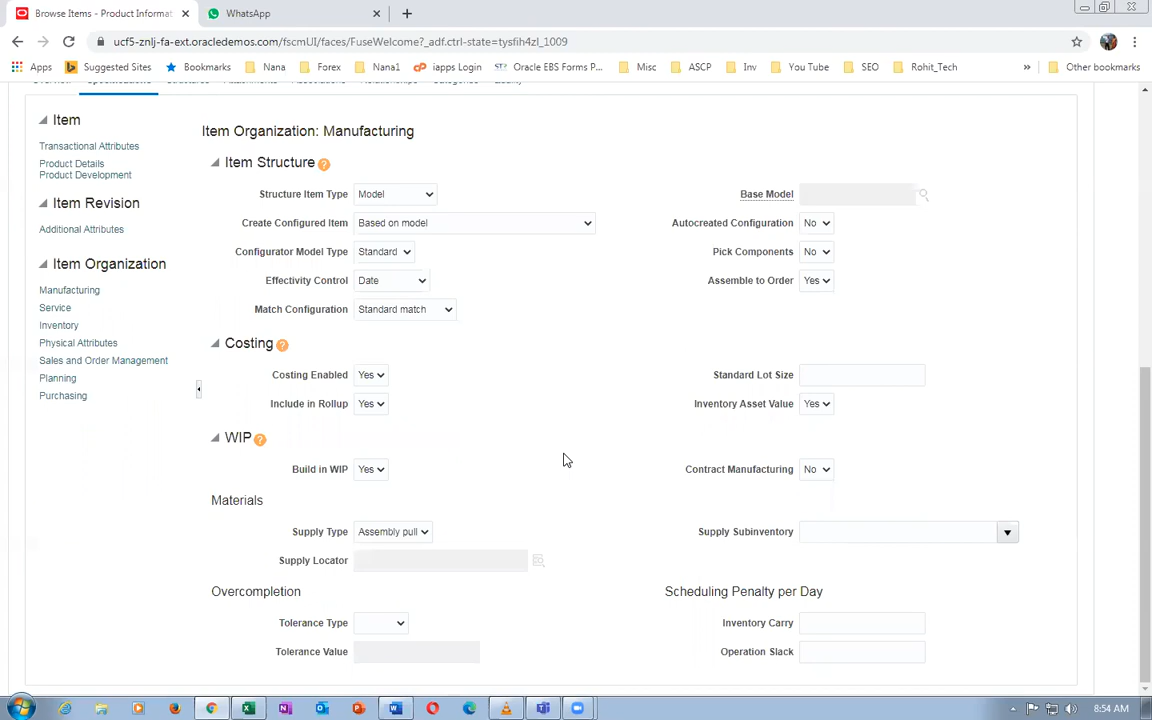 Browse Items - Product Informat
WhatsApp
ucf5-znlj-fa-ext.oracledemos.com/fscmUI/faces/FuseWelcome?_adf.ctrl-state=tysfih4zl_1009
Apps
Suggested Sites
Bookmarks
Nana
Forex
Nana1
iapps Login
Oracle EBS Forms P...
Misc
ASCP
Inv
You Tube
SEO
Rohit_Tech
»
Other bookmarks
Item
Transactional Attributes
Product Details
Product Development
Item Revision
Additional Attributes
Item Organization
Manufacturing
Service
Inventory
Physical Attributes
Sales and Order Management
Planning
Purchasing
Item Organization: Manufacturing
Item Structure
Structure Item Type Model
Base Model
Create Configured Item Based on model
Autocreated Configuration No
Configurator Model Type Standard
Pick Components No
Effectivity Control Date
Assemble to Order Yes
Match Configuration Standard match
Costing
Costing Enabled Yes
Standard Lot Size
Include in Rollup Yes
Inventory Asset Value Yes
WIP
Build in WIP Yes
Contract Manufacturing No
Materials
Supply Type Assembly pull
Supply Subinventory
Supply Locator
Overcompletion
Scheduling Penalty per Day
Tolerance Type
Inventory Carry
Tolerance Value
Operation Slack
8:54 AM